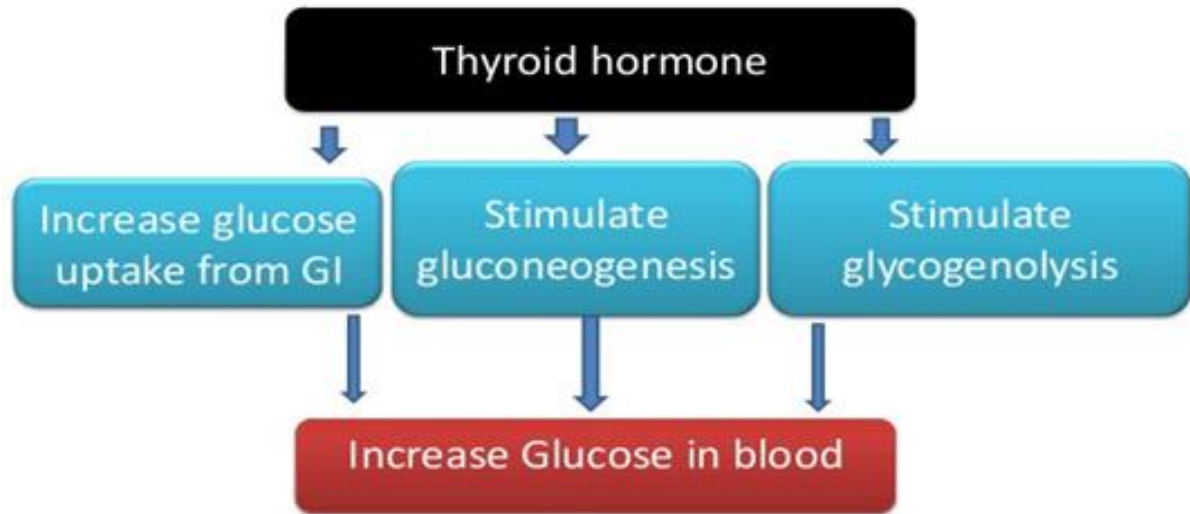 Thyroid hormone
Increase glucose
uptake from GI
Stimulate
gluconeogenesis
Stimulate
glycogenolysis
Increase Glucose in blood